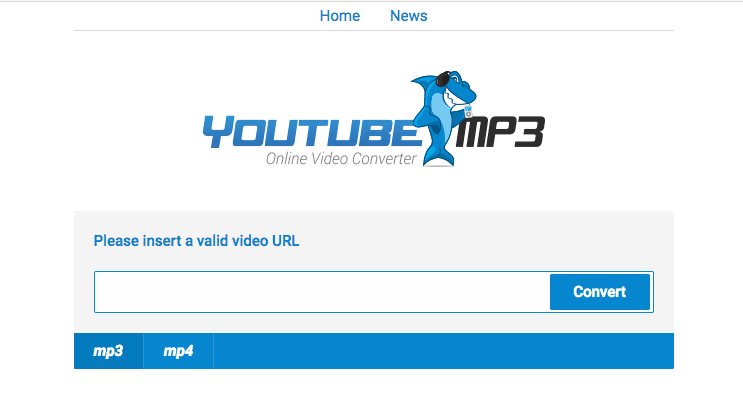 Home News
YOUTUBE MP3
Online Video Converter
Please insert a valid video URL
Convert
mp3 mp4